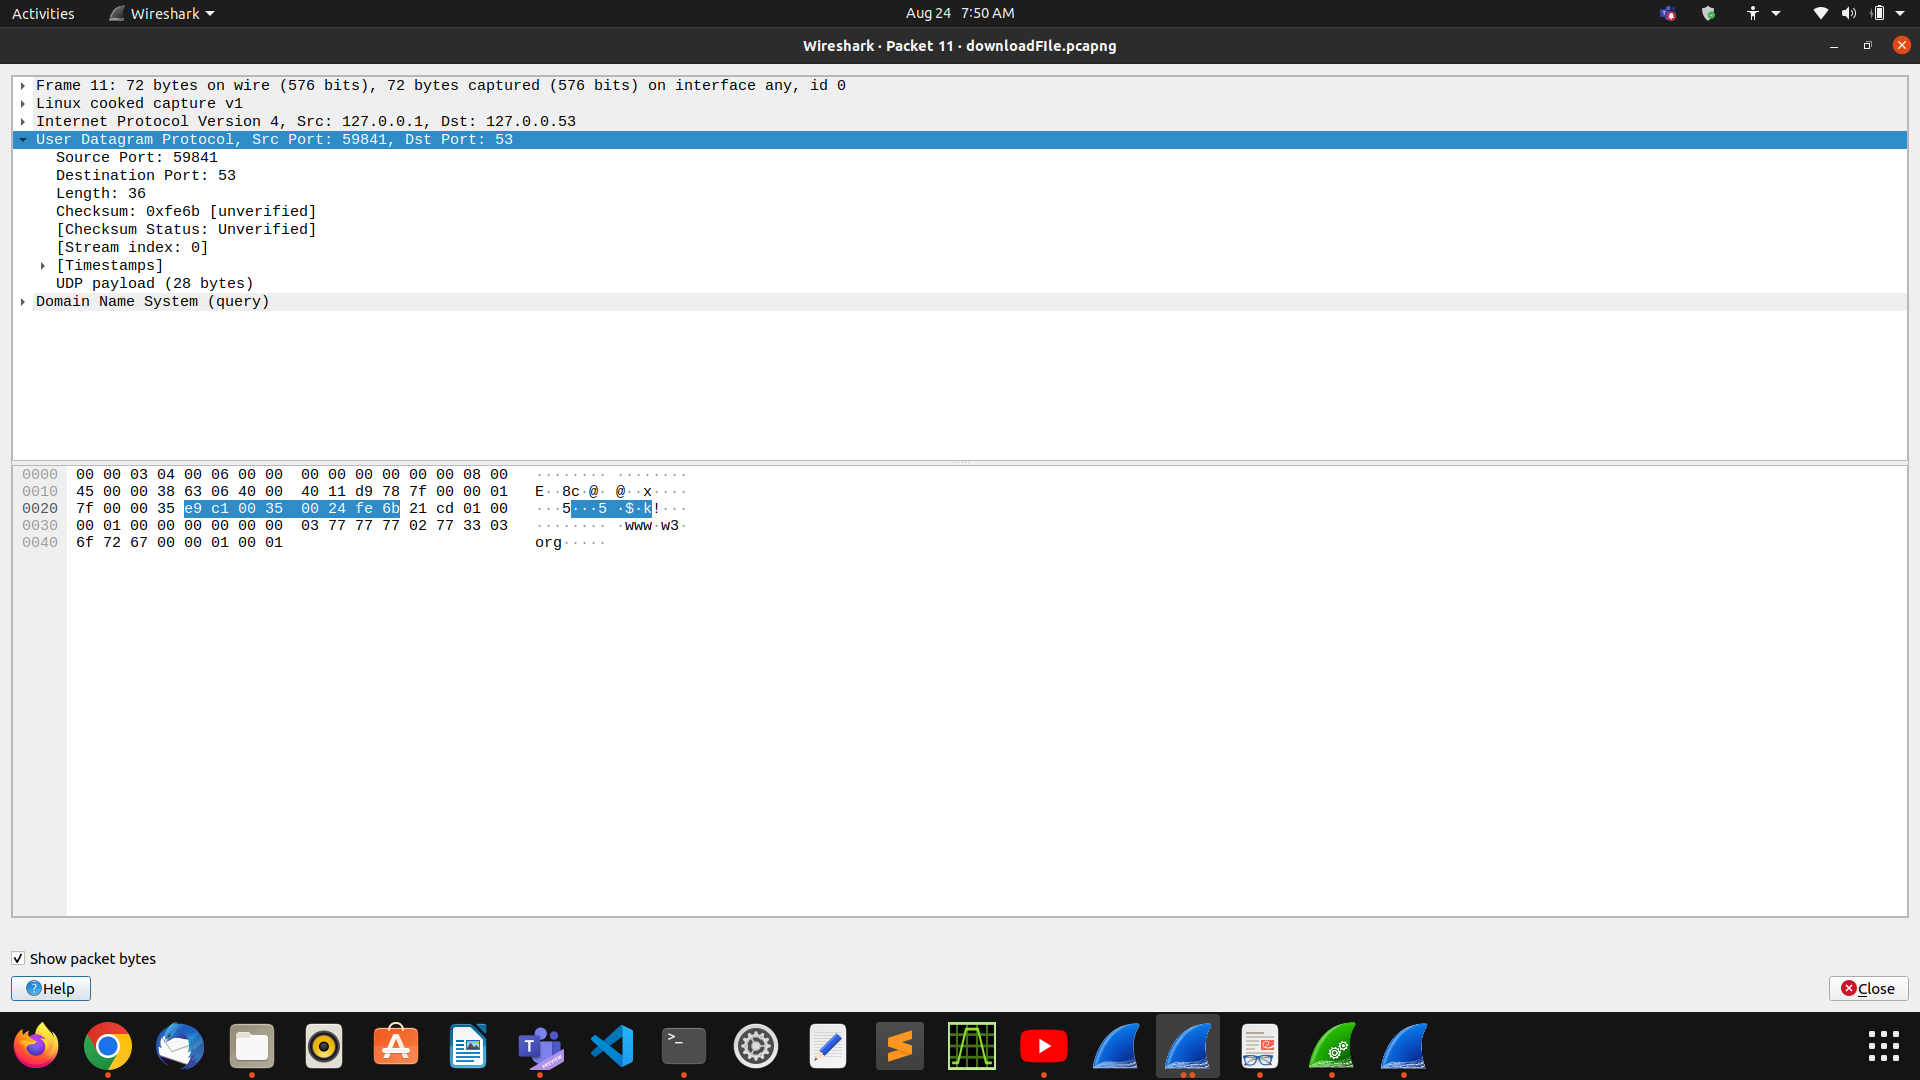 Activities Wireshark Aug 24 7:50 AM
Wireshark · Packet 11 · downloadFIle.pcapng
Frame 11: 72 bytes on wire (576 bits), 72 bytes captured (576 bits) on interface any, id 0
Linux cooked capture v1
Internet Protocol Version 4, Src: 127.0.0.1, Dst: 127.0.0.53
User Datagram Protocol, Src Port: 59841, Dst Port: 53
Source Port: 59841
Destination Port: 53
Length: 36
Checksum: 0xfe6b [unverified]
[Checksum Status: Unverified]
[Stream index: 0]
[Timestamps]
UDP payload (28 bytes)
Domain Name System (query)
0000 00 00 03 04 00 06 00 00 00 00 00 00 00 00 08 00 ········ ········
0010 45 00 00 38 63 06 40 00 40 11 d9 78 7f 00 00 01 E··8c·@· @··x····
0020 7f 00 00 35 e9 c1 00 35 00 24 fe 6b 21 cd 01 00 ···5···5 ·$·k!···
0030 00 01 00 00 00 00 00 00 03 77 77 77 02 77 33 03 ········ ·www·w3·
0040 6f 72 67 00 00 01 00 01 org·····
Show packet bytes
Help
Close